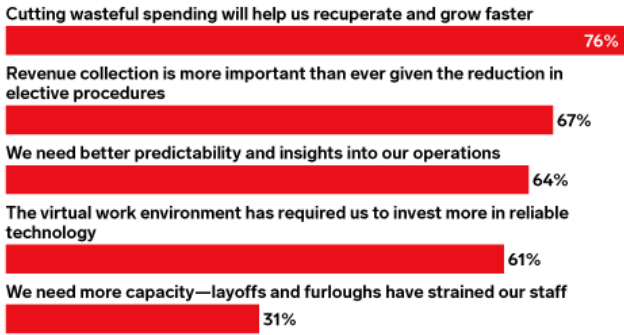 Cutting wasteful spending will help us recuperate and grow faster
76%
Revenue collection is more important than ever given the reduction in
elective procedures
67%
We need better predictability and insights into our operations
64%
The virtual work environment has required us to invest more in reliable
technology
61%
We need more capacity—layoffs and furloughs have strained our staff
31%